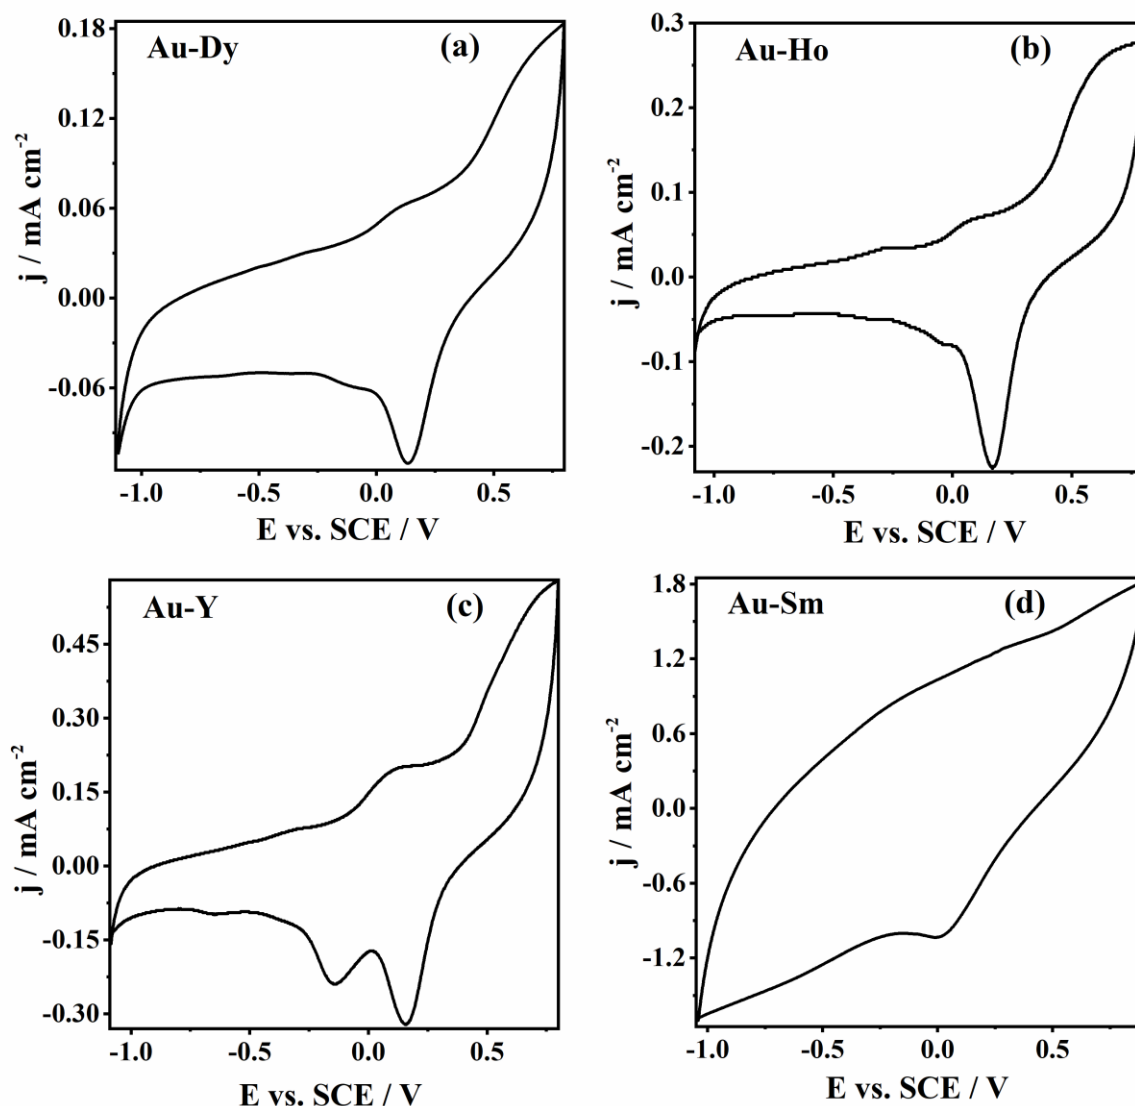 Au-Dy (a)
0.18
0.12
0.06
0.00
-0.06
j / mA cm⁻²
-1.0 -0.5 0.0 0.5
E vs. SCE / V
Au-Ho (b)
0.3
0.2
0.1
0.0
-0.1
-0.2
j / mA cm⁻²
-1.0 -0.5 0.0 0.5
E vs. SCE / V
Au-Y (c)
0.45
0.30
0.15
0.00
-0.15
-0.30
j / mA cm⁻²
-1.0 -0.5 0.0 0.5
E vs. SCE / V
Au-Sm (d)
1.8
1.2
0.6
0.0
-0.6
-1.2
j / mA cm⁻²
-1.0 -0.5 0.0 0.5
E vs. SCE / V